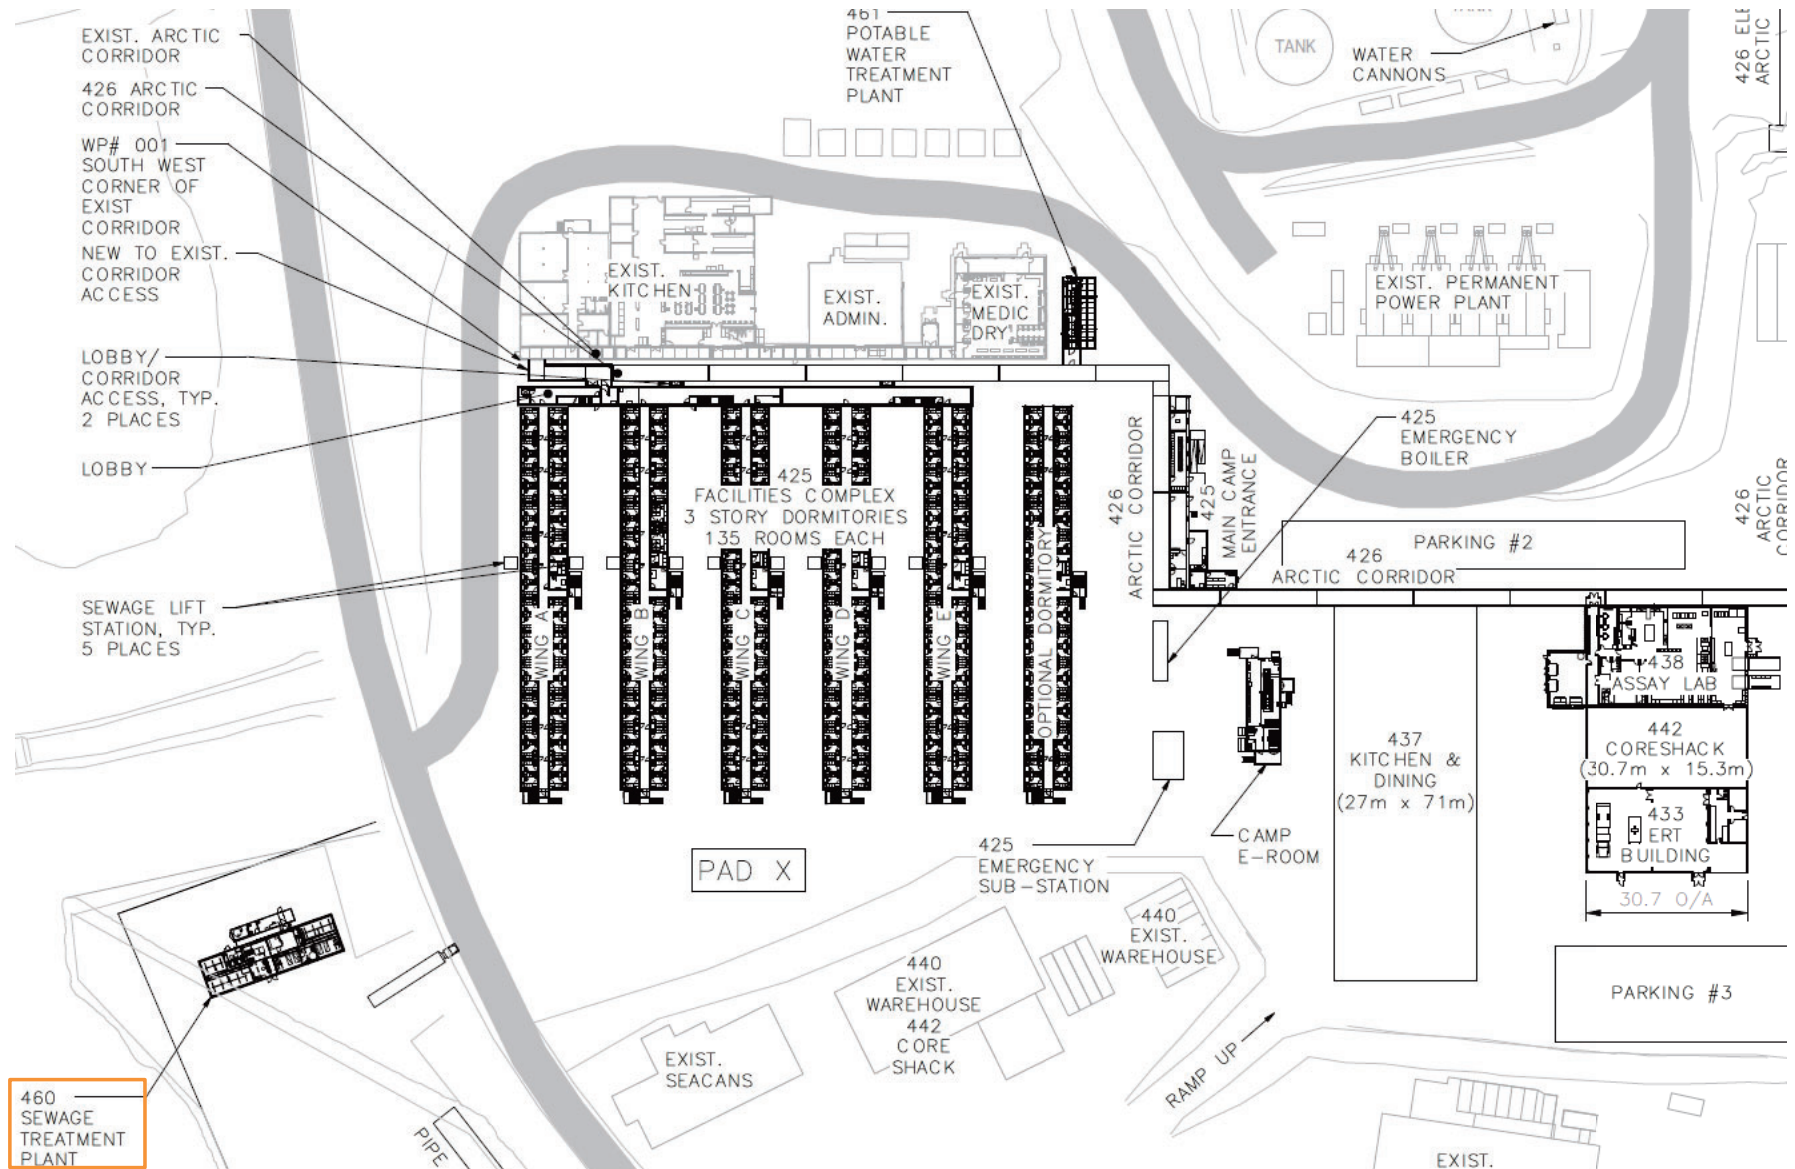 EXIST. ARCTIC
CORRIDOR
426 ARCTIC
CORRIDOR
WP# 001
SOUTH WEST
CORNER OF
EXIST
CORRIDOR
NEW TO EXIST.
CORRIDOR
ACCESS
LOBBY/
CORRIDOR
ACCESS, TYP.
2 PLACES
LOBBY
SEWAGE LIFT
STATION, TYP.
5 PLACES
460
SEWAGE
TREATMENT
PLANT
461
POTABLE
WATER
TREATMENT
PLANT
TANK
TANK
WATER
CANNONS
426
ARCTIC
EXIST.
KITCHEN
EXIST.
ADMIN.
EXIST.
MEDIC
DRY
EXIST. PERMANENT
POWER PLANT
425
FACILITIES COMPLEX
3 STORY DORMITORIES
135 ROOMS EACH
WING A
WING B
WING C
WING D
WING E
OPTIONAL DORMITORY
426
ARCTIC CORRIDOR
425
MAIN CAMP
ENTRANCE
425
EMERGENCY
BOILER
PARKING #2
426
ARCTIC CORRIDOR
426
ARCTIC
CORRIDOR
438
ASSAY LAB
442
CORESHACK
(30.7m x 15.3m)
433
ERT
BUILDING
30.7 O/A
437
KITCHEN &
DINING
(27m x 71m)
CAMP
E-ROOM
425
EMERGENCY
SUB-STATION
PAD X
440
EXIST.
WAREHOUSE
440
EXIST.
WAREHOUSE
442
CORE
SHACK
EXIST.
SEACANS
PARKING #3
RAMP UP
PIPE
EXIST.